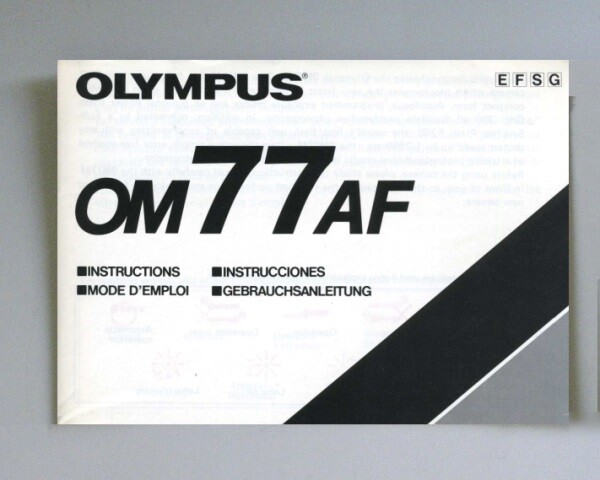 OLYMPUS®
E F S G
OM77AF
■INSTRUCTIONS ■INSTRUCCIONES
■MODE D'EMPLOI ■GEBRAUCHSANLEITUNG